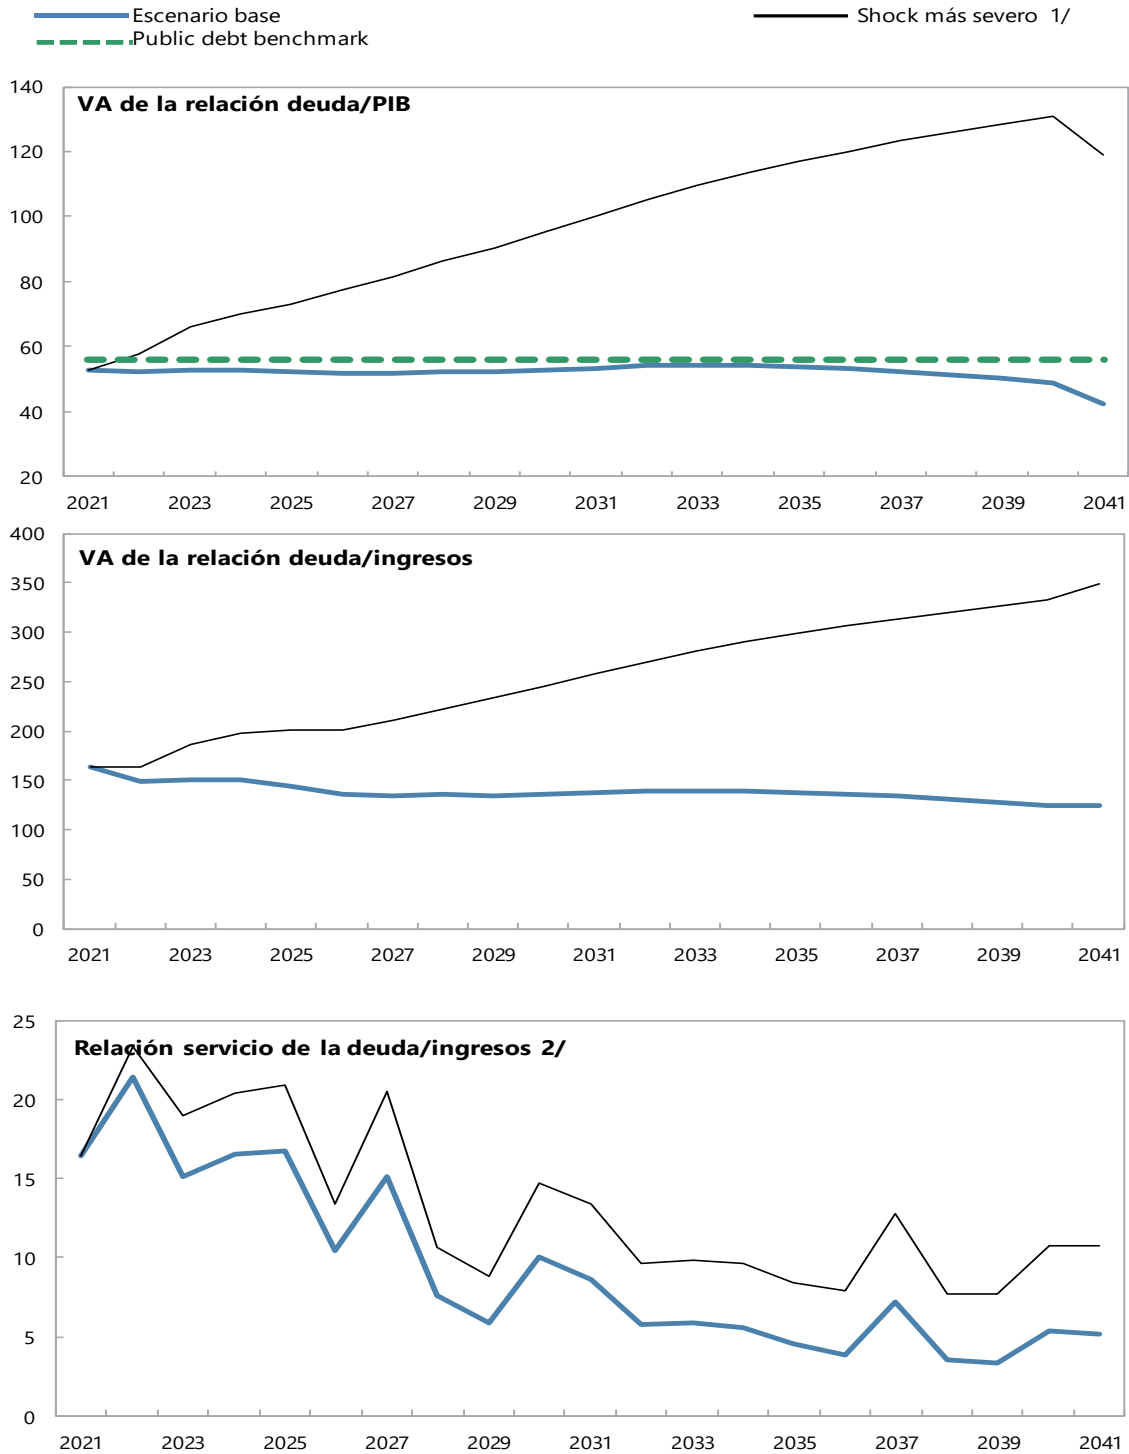 Escenario base
Shock más severo 1/
Public debt benchmark
VA de la relación deuda/PIB
140
120
100
80
60
40
20
2021 2023 2025 2027 2029 2031 2033 2035 2037 2039 2041
VA de la relación deuda/ingresos
400
350
300
250
200
150
100
50
0
2021 2023 2025 2027 2029 2031 2033 2035 2037 2039 2041
Relación servicio de la deuda/ingresos 2/
25
20
15
10
5
0
2021 2023 2025 2027 2029 2031 2033 2035 2037 2039 2041